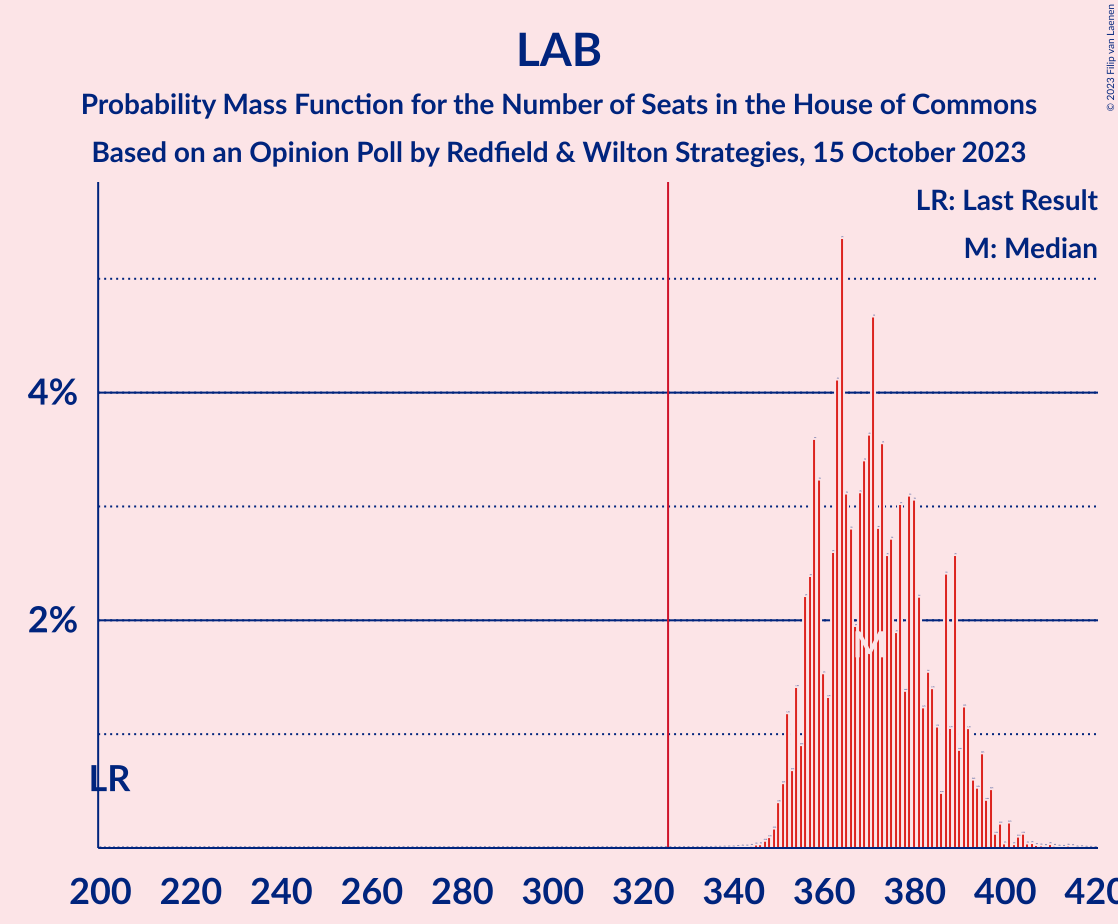 LAB
Probability Mass Function for the Number of Seats in the House of Commons
Based on an Opinion Poll by Redfield & Wilton Strategies, 15 October 2023
© 2023 Filip van Laenen
LR: Last Result
M: Median
4%
2%
M
LR
200 220 240 260 280 300 320 340 360 380 400 420